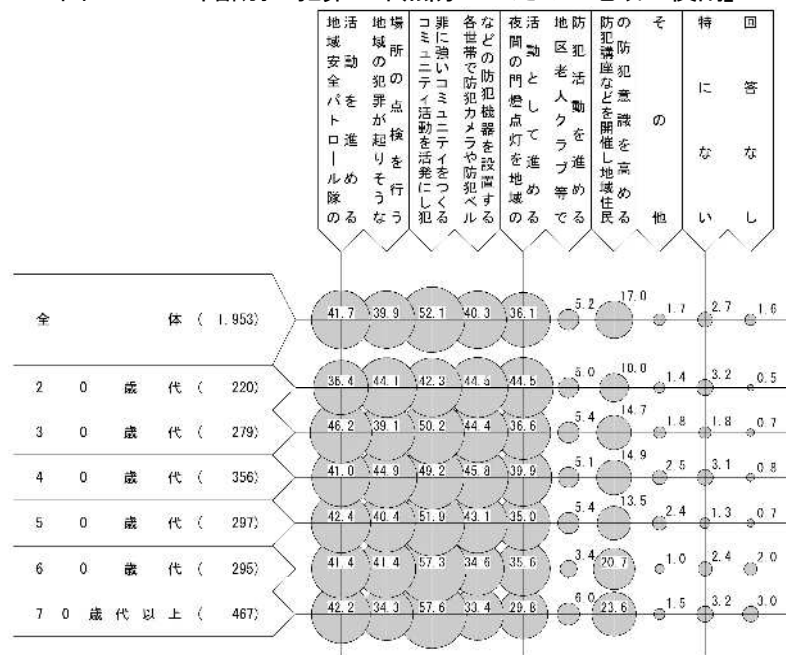 地域安全パトロール隊の
活動を進める
地域の犯罪が起りそうな
場所の点検を行う
コミュニティ活動を活発にし犯
罪に強いコミュニティをつくる
各世帯で防犯カメラや防犯ベル
などの防犯機器を設置する
夜間の門燈点灯を地域の
活動として進める
地区老人クラブ等で
防犯活動を進める
防犯講座などを開催し地域住民
の防犯意識を高める
その他
特にない
回答なし
全体 ( 1,953) 41.7 39.9 52.1 40.3 36.1 5.2 17.0 1.7 2.7 1.6
20歳代 ( 220) 36.4 44.1 42.3 44.5 44.5 5.0 10.0 1.4 3.2 0.5
30歳代 ( 279) 46.2 39.1 50.2 44.4 36.6 5.4 14.7 1.8 1.8 0.7
40歳代 ( 356) 41.0 44.9 49.2 45.8 39.9 5.1 14.9 2.5 3.1 0.8
50歳代 ( 297) 42.4 40.4 51.9 43.1 35.0 5.4 13.5 2.4 1.3 0.7
60歳代 ( 295) 41.4 41.4 57.3 34.6 35.6 3.4 20.7 1.0 2.4 2.0
70歳代以上 ( 467) 42.2 34.3 57.6 33.4 29.8 6.0 23.6 1.5 3.2 3.0